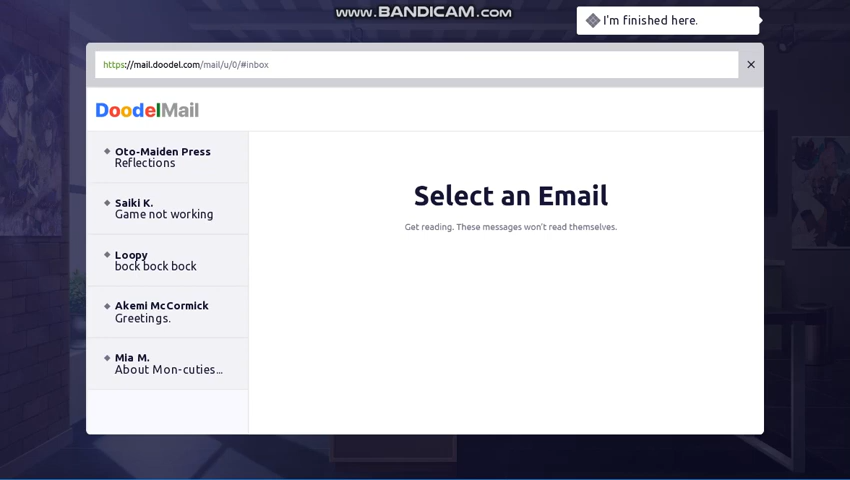 www.BANDICAM.com
I'm finished here.
https://mail.doodel.com/mail/u/0/#inbox
DoodelMail
Oto-Maiden Press
Reflections
Saiki K.
Game not working
Loopy
bock bock bock
Akemi McCormick
Greetings.
Mia M.
About Mon-cuties...
Select an Email
Get reading. These messages won't read themselves.